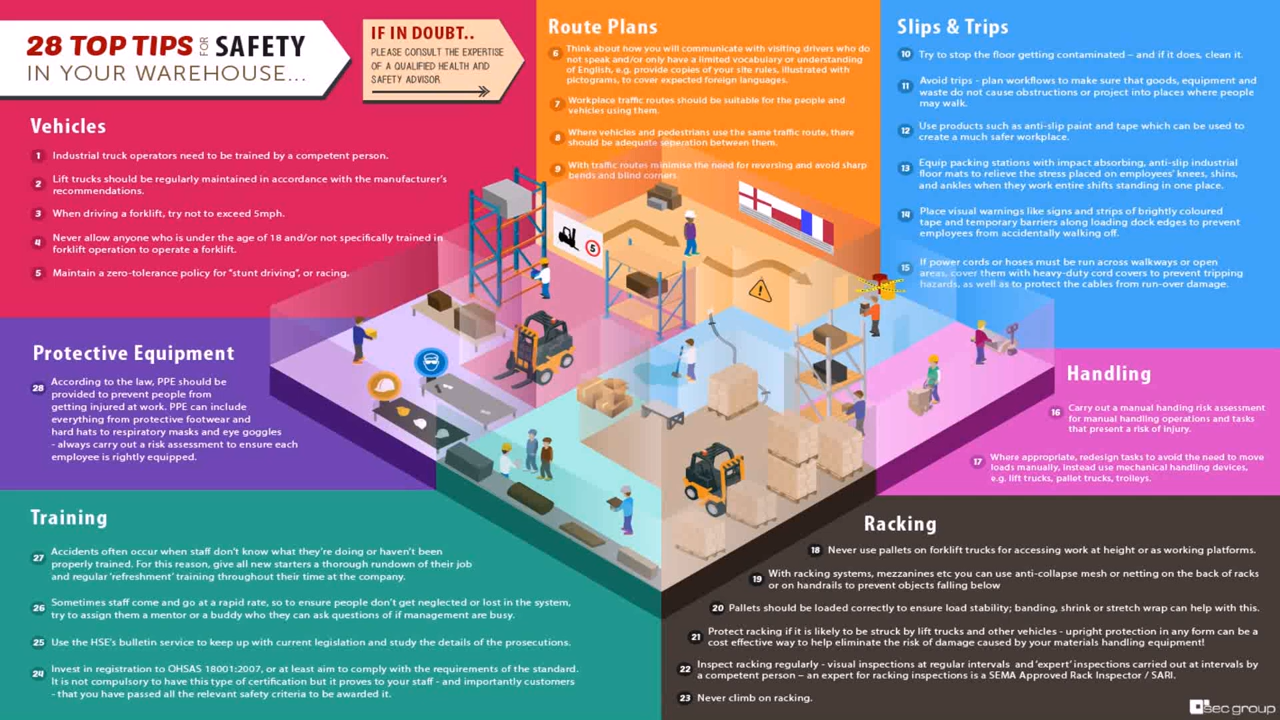 28 TOP TIPS FOR SAFETY
IN YOUR WAREHOUSE...
IF IN DOUBT..
PLEASE CONSULT THE EXPERTISE
OF A QUALIFIED HEALTH AND
SAFETY ADVISOR
Vehicles
1 Industrial truck operators need to be trained by a competent person.
2 Lift trucks should be regularly maintained in accordance with the manufacturer's
recommendations.
3 When driving a forklift, try not to exceed 5mph.
4 Never allow anyone who is under the age of 18 and/or not specifically trained in
forklift operation to operate a forklift.
5 Maintain a zero-tolerance policy for "stunt driving", or racing.
Route Plans
6 Think about how you will communicate with visiting drivers who do
not speak and/or only have a limited vocabulary or understanding
of English, e.g. provide copies of your site rules, illustrated with
pictograms, to cover expected foreign languages.
7 Workplace traffic routes should be suitable for the people and
vehicles using them.
8 Where vehicles and pedestrians use the same traffic route, there
should be adequate seperation between them.
9 With traffic routes minimise the need for reversing and avoid sharp
bends and blind corners.
5
Slips & Trips
10 Try to stop the floor getting contaminated – and if it does, clean it.
11 Avoid trips - plan workflows to make sure that goods, equipment and
waste do not cause obstructions or project into places where people
may walk.
12 Use products such as anti-slip paint and tape which can be used to
create a much safer workplace.
13 Equip packing stations with impact absorbing, anti-slip industrial
floor mats to relieve the stress placed on employees' knees, shins,
and ankles when they work entire shifts standing in one place.
14 Place visual warnings like signs and strips of brightly coloured
tape and temporary barriers along loading dock edges to prevent
employees from accidentally walking off.
15 If power cords or hoses must be run across walkways or open
areas, cover them with heavy-duty cord covers to prevent tripping
hazards, as well as to protect the cables from run-over damage.
Handling
16 Carry out a manual handing risk assessment
for manual handling operations and tasks
that present a risk of injury.
17 Where appropriate, redesign tasks to avoid the need to move
loads manually, instead use mechanical handling devices,
e.g. lift trucks, pallet trucks, trolleys.
Racking
18 Never use pallets on forklift trucks for accessing work at height or as working platforms.
19 With racking systems, mezzanines etc you can use anti-collapse mesh or netting on the back of racks
or on handrails to prevent objects falling below
20 Pallets should be loaded correctly to ensure load stability; banding, shrink or stretch wrap can help with this.
21 Protect racking if it is likely to be struck by lift trucks and other vehicles - upright protection in any form can be a
cost effective way to help eliminate the risk of damage caused by your materials handling equipment!
22 Inspect racking regularly - visual inspections at regular intervals and 'expert' inspections carried out at intervals by
a competent person – an expert for racking inspections is a SEMA Approved Rack Inspector / SARI.
23 Never climb on racking.
Protective Equipment
28 According to the law, PPE should be
provided to prevent people from
getting injured at work. PPE can include
everything from protective footwear and
hard hats to respiratory masks and eye goggles
- always carry out a risk assessment to ensure each
employee is rightly equipped.
Training
27 Accidents often occur when staff don't know what they're doing or haven't been
properly trained. For this reason, give all new starters a thorough rundown of their job
and regular 'refreshment' training throughout their time at the company.
26 Sometimes staff come and go at a rapid rate, so to ensure people don't get neglected or lost in the system,
try to assign them a mentor or a buddy who they can ask questions of if management are busy.
25 Use the HSE's bulletin service to keep up with current legislation and study the details of the prosecutions.
24 Invest in registration to OHSAS 18001:2007, or at least aim to comply with the requirements of the standard.
It is not compulsory to have this type of certification but it proves to your staff - and importantly customers
- that you have passed all the relevant safety criteria to be awarded it.
sec group